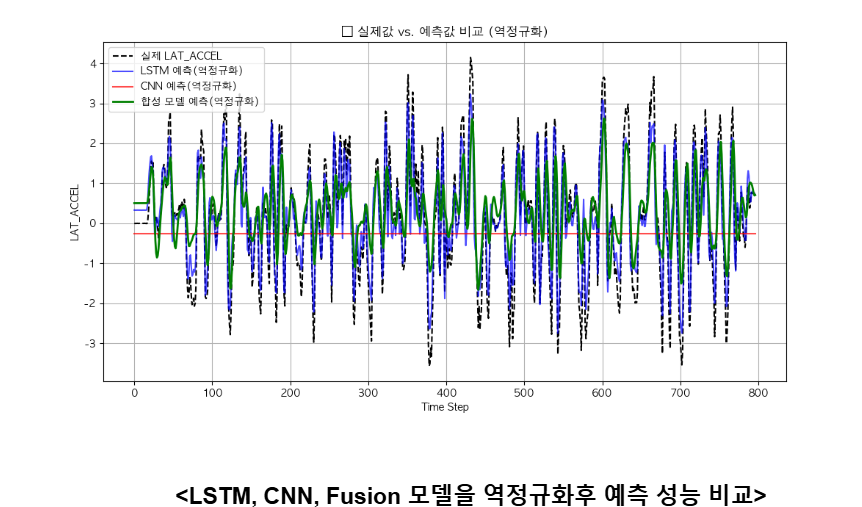 □ 실제값 vs. 예측값 비교 (역정규화)
실제 LAT_ACCEL
LSTM 예측(역정규화)
CNN 예측(역정규화)
합성 모델 예측(역정규화)
LAT_ACCEL
4
3
2
1
0
-1
-2
-3
0 100 200 300 400 500 600 700 800
Time Step
<LSTM, CNN, Fusion 모델을 역정규화후 예측 성능 비교>